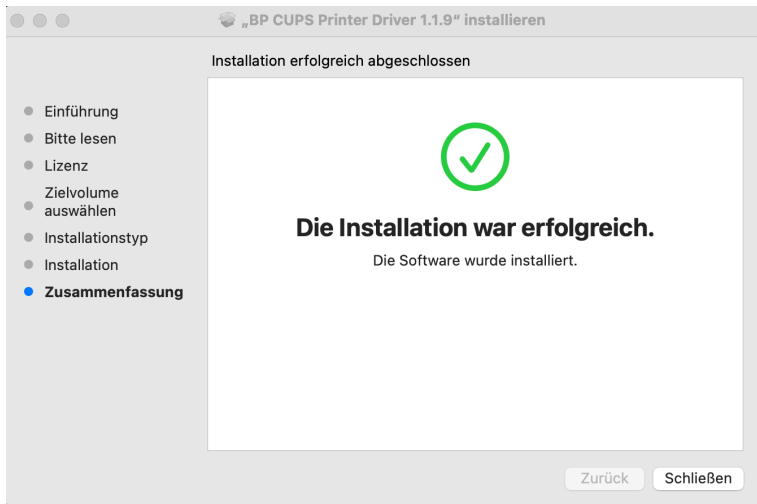 „BP CUPS Printer Driver 1.1.9“ installieren
Installation erfolgreich abgeschlossen
Einführung
Bitte lesen
Lizenz
Zielvolume
auswählen
Installationstyp
Installation
Zusammenfassung
Die Installation war erfolgreich.
Die Software wurde installiert.
Zurück
Schließen